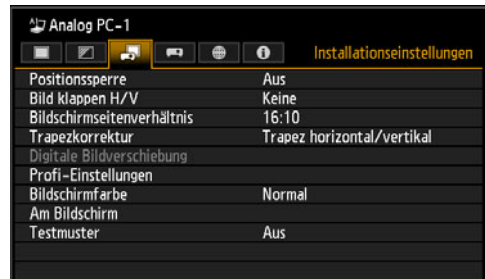 Analog PC-1
Installationseinstellungen
Positionssperre Aus
Bild klappen H/V Keine
Bildschirmseitenverhältnis 16:10
Trapezkorrektur Trapez horizontal/vertikal
Digitale Bildverschiebung
Profi-Einstellungen
Bildschirmfarbe Normal
Am Bildschirm
Testmuster Aus